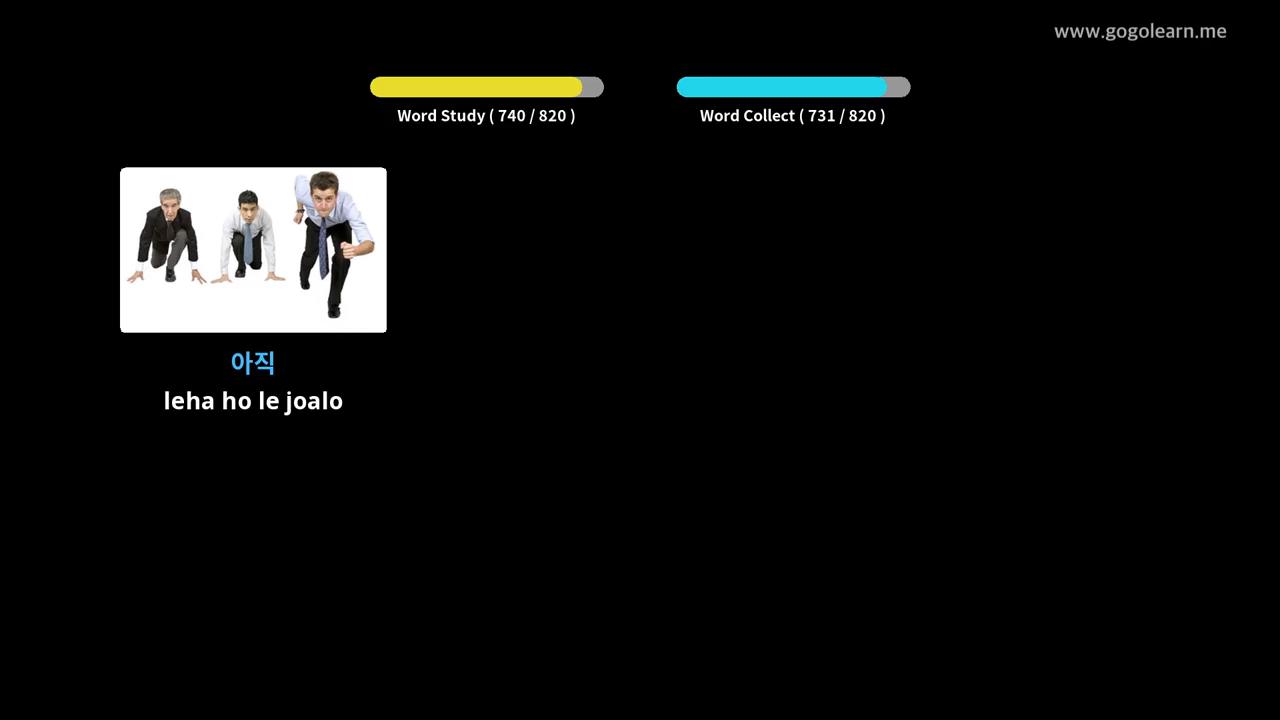 www.gogolearn.me
Word Study ( 740 / 820 )
Word Collect ( 731 / 820 )
아직
leha ho le joalo